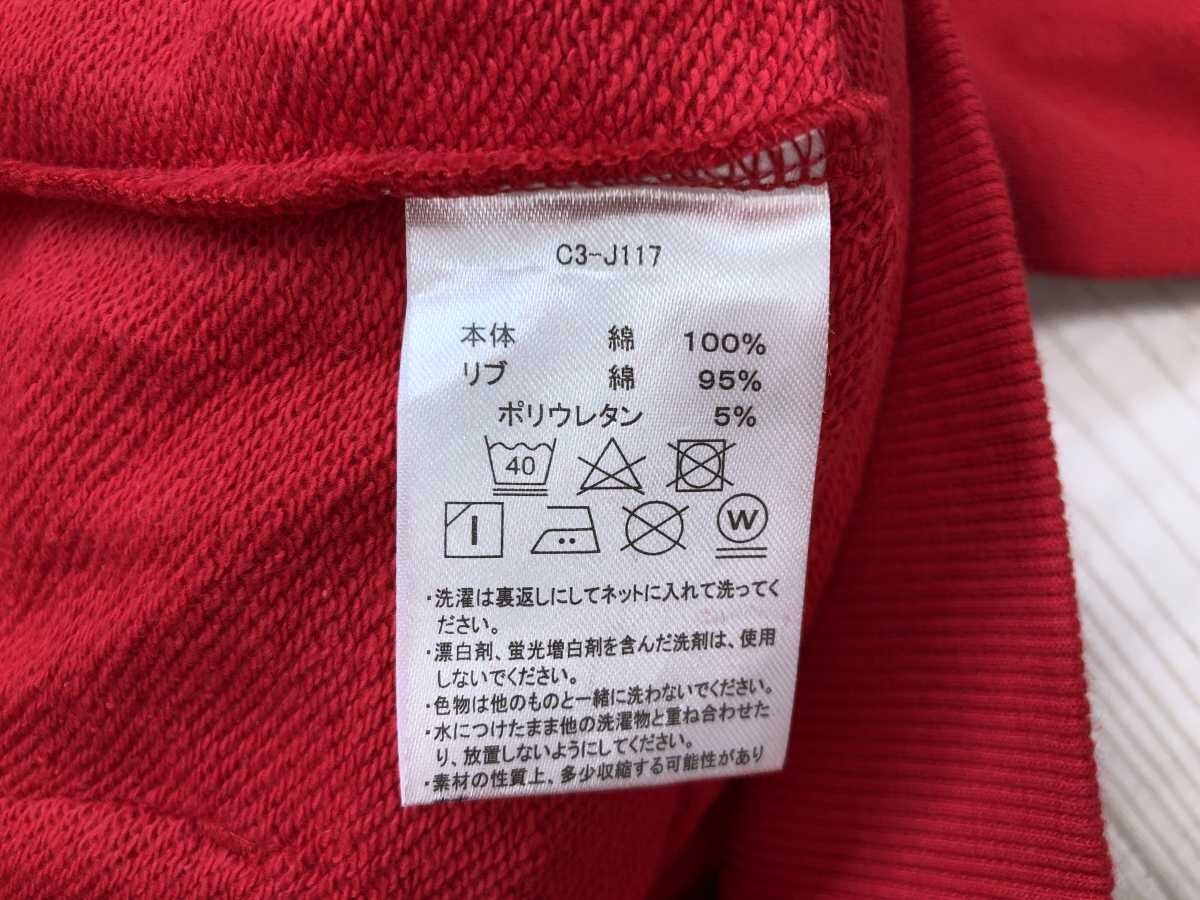 C3-J117
本体 綿 100%
リブ 綿 95%
ポリウレタン 5%
40
W
・洗濯は裏返しにしてネットに入れて洗ってく
ださい。
・漂白剤、蛍光増白剤を含んだ洗剤は、使用
しないでください。
・色物は他のものと一緒に洗わないでください。
・水につけたまま他の洗濯物と重ね合わせた
り、放置しないようにしてください。
・素材の性質上、多少収縮する可能性があり